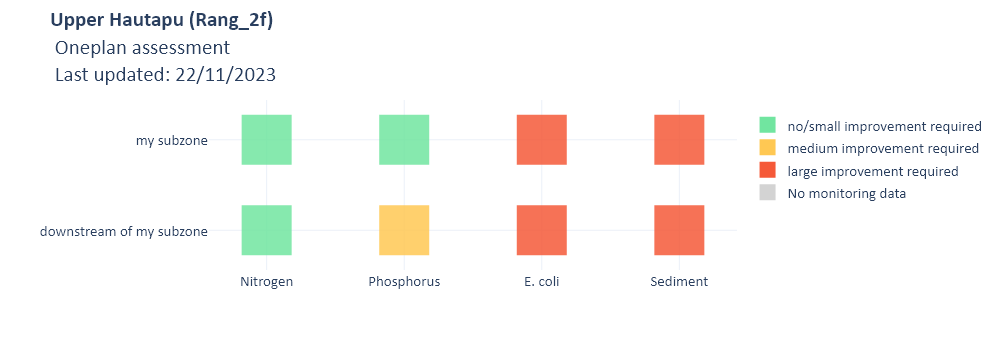 Upper Hautapu (Rang_2f)
Oneplan assessment
Last updated: 22/11/2023
my subzone
downstream of my subzone
Nitrogen
Phosphorus
E. coli
Sediment
no/small improvement required
medium improvement required
large improvement required
No monitoring data